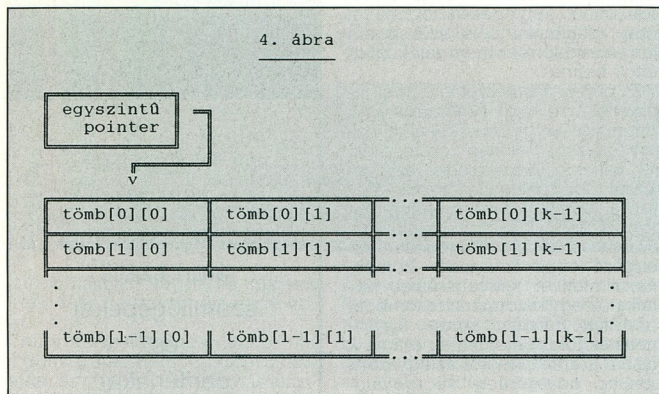 4. ábra
egyszintû
pointer
v
tömb[0][0] tömb[0][1] ... tömb[0][k-1]
tömb[1][0] tömb[1][1] tömb[1][k-1]
tömb[l-1][0] tömb[l-1][1] ... tömb[l-1][k-1]